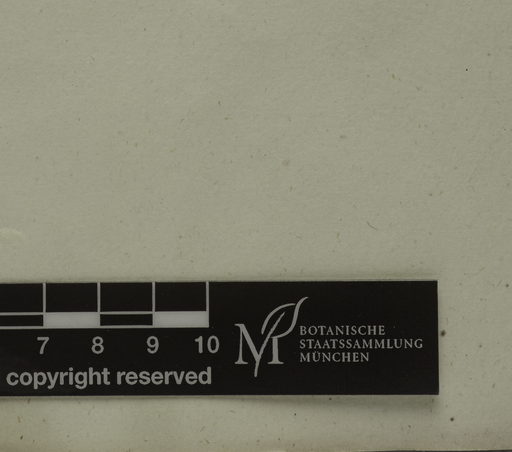 7 8 9 10
copyright reserved
M
BOTANISCHE
STAATSSAMMLUNG
MÜNCHEN